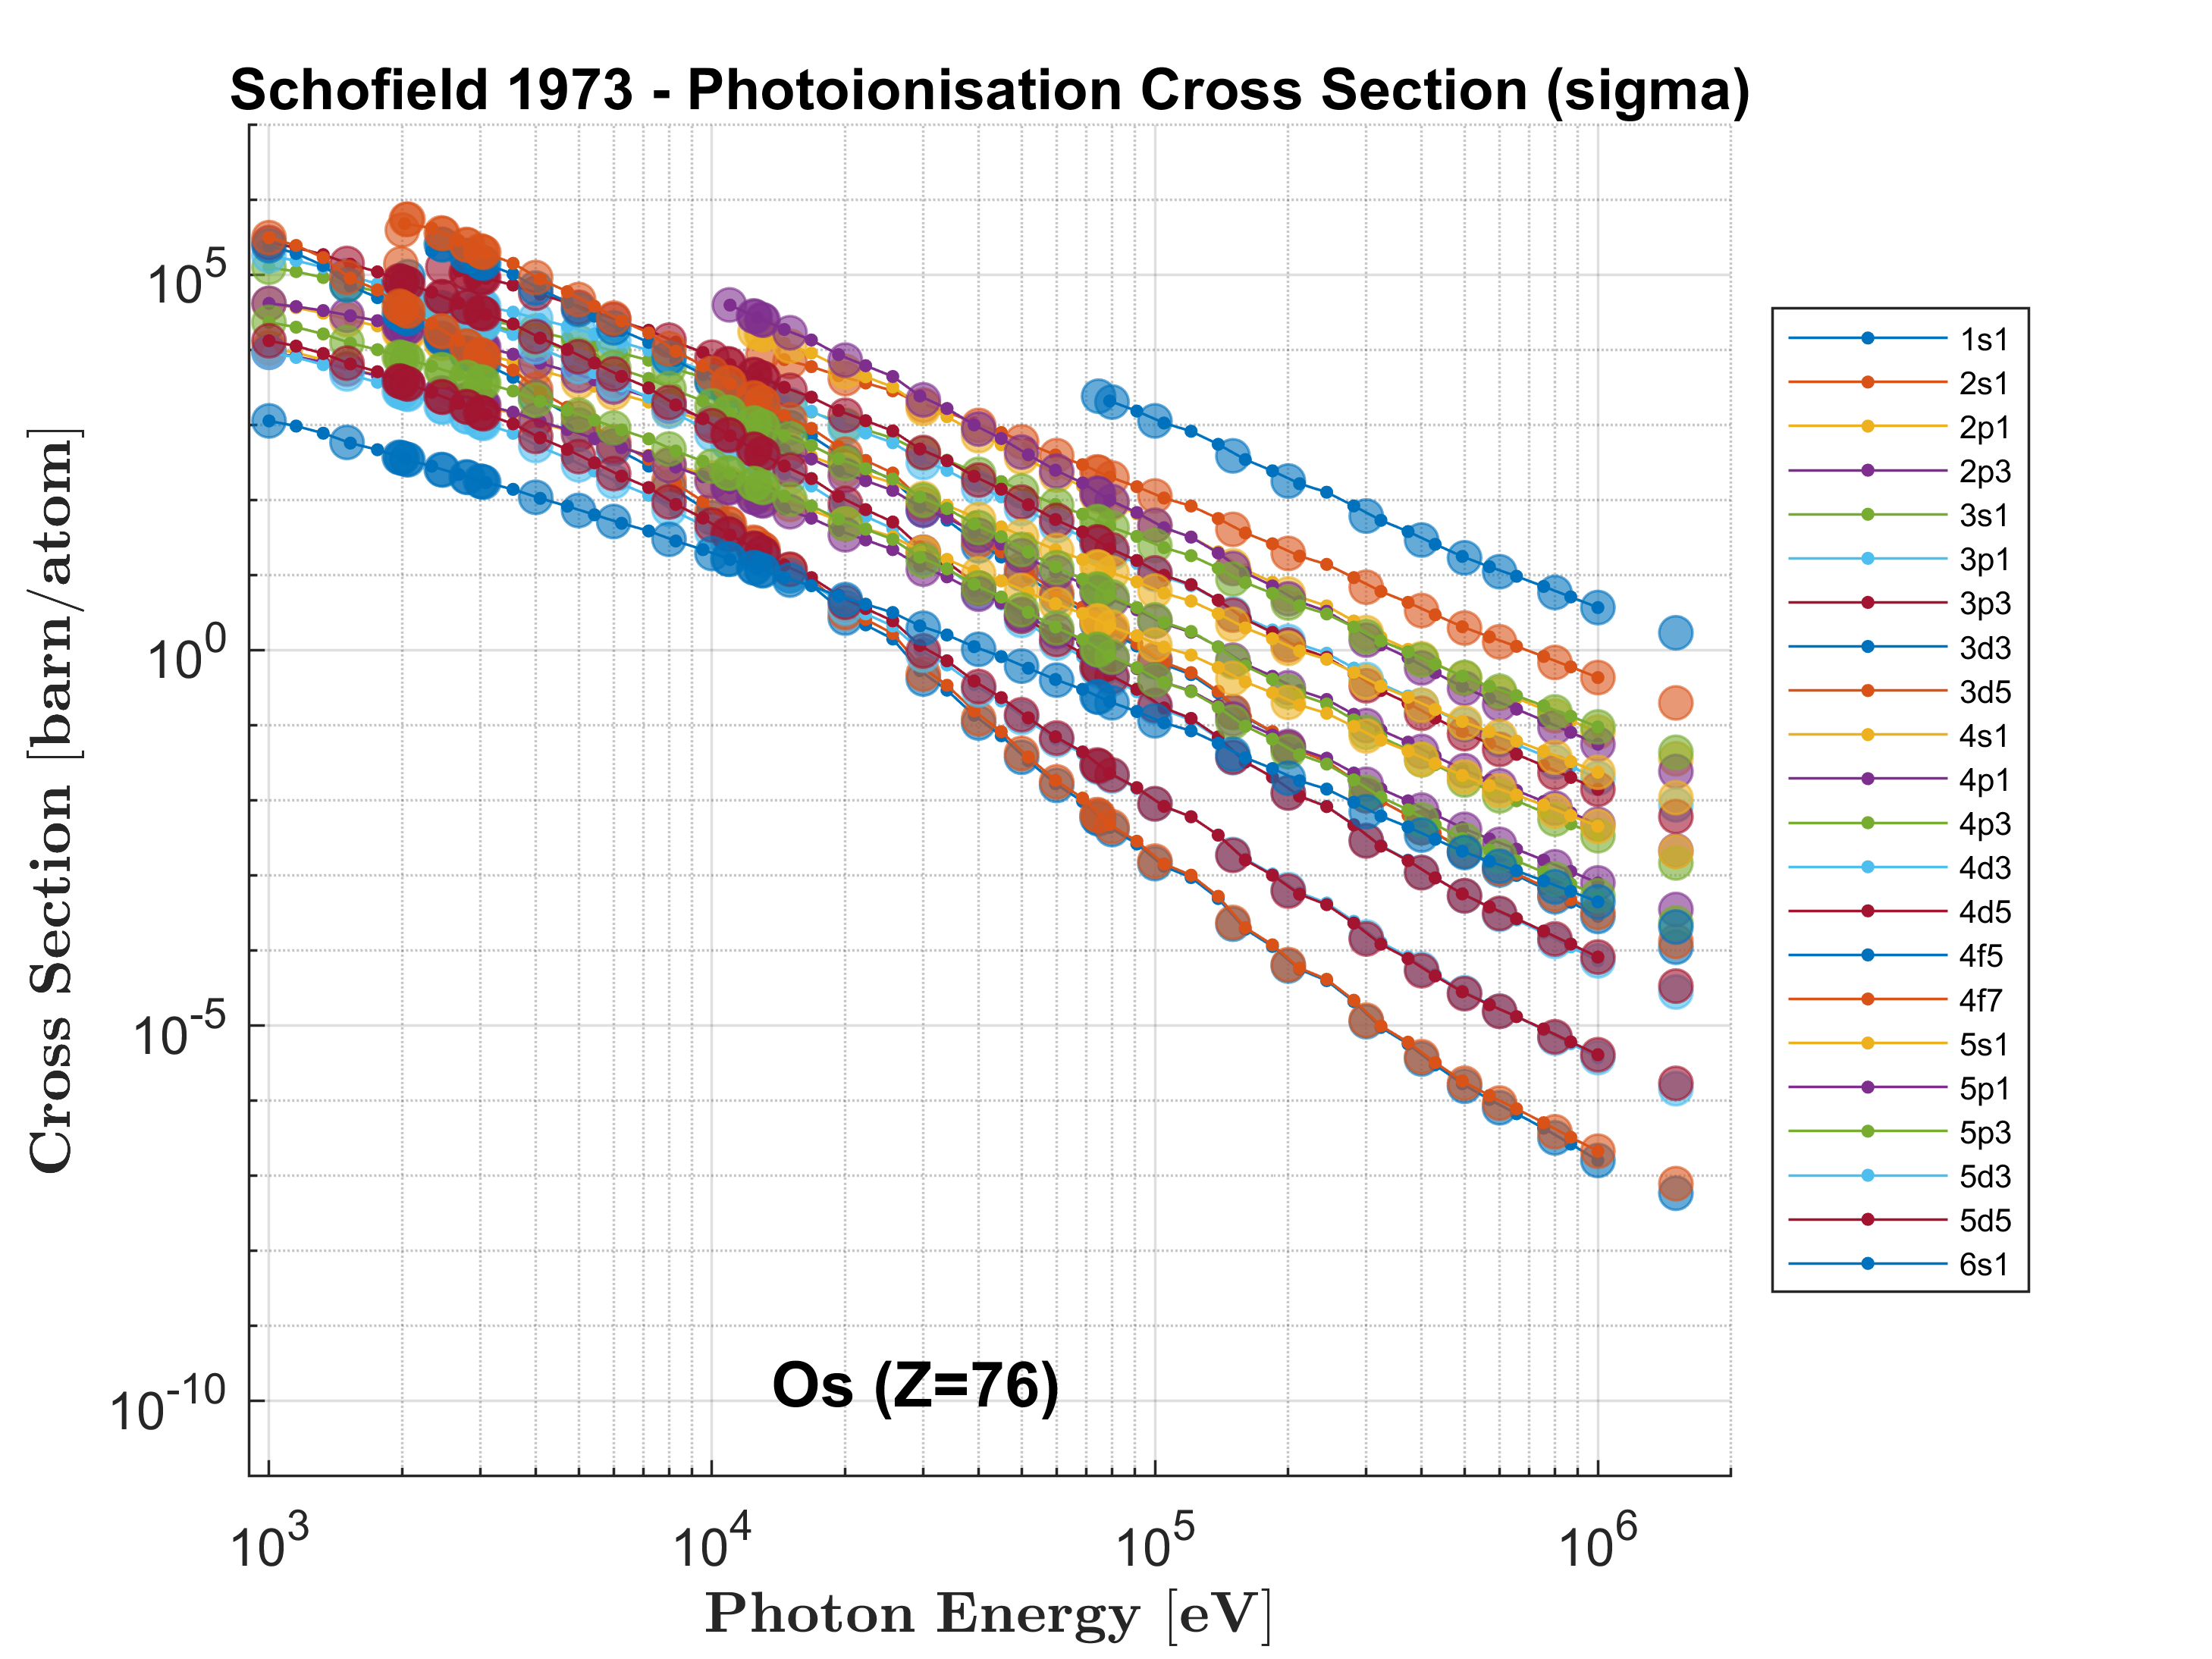 Schofield 1973 - Photoionisation Cross Section (sigma)
Cross Section [barn/atom]
10^5
10^0
10^-5
10^-10
Os (Z=76)
10^3 10^4 10^5 10^6
Photon Energy [eV]
1s1
2s1
2p1
2p3
3s1
3p1
3p3
3d3
3d5
4s1
4p1
4p3
4d3
4d5
4f5
4f7
5s1
5p1
5p3
5d3
5d5
6s1